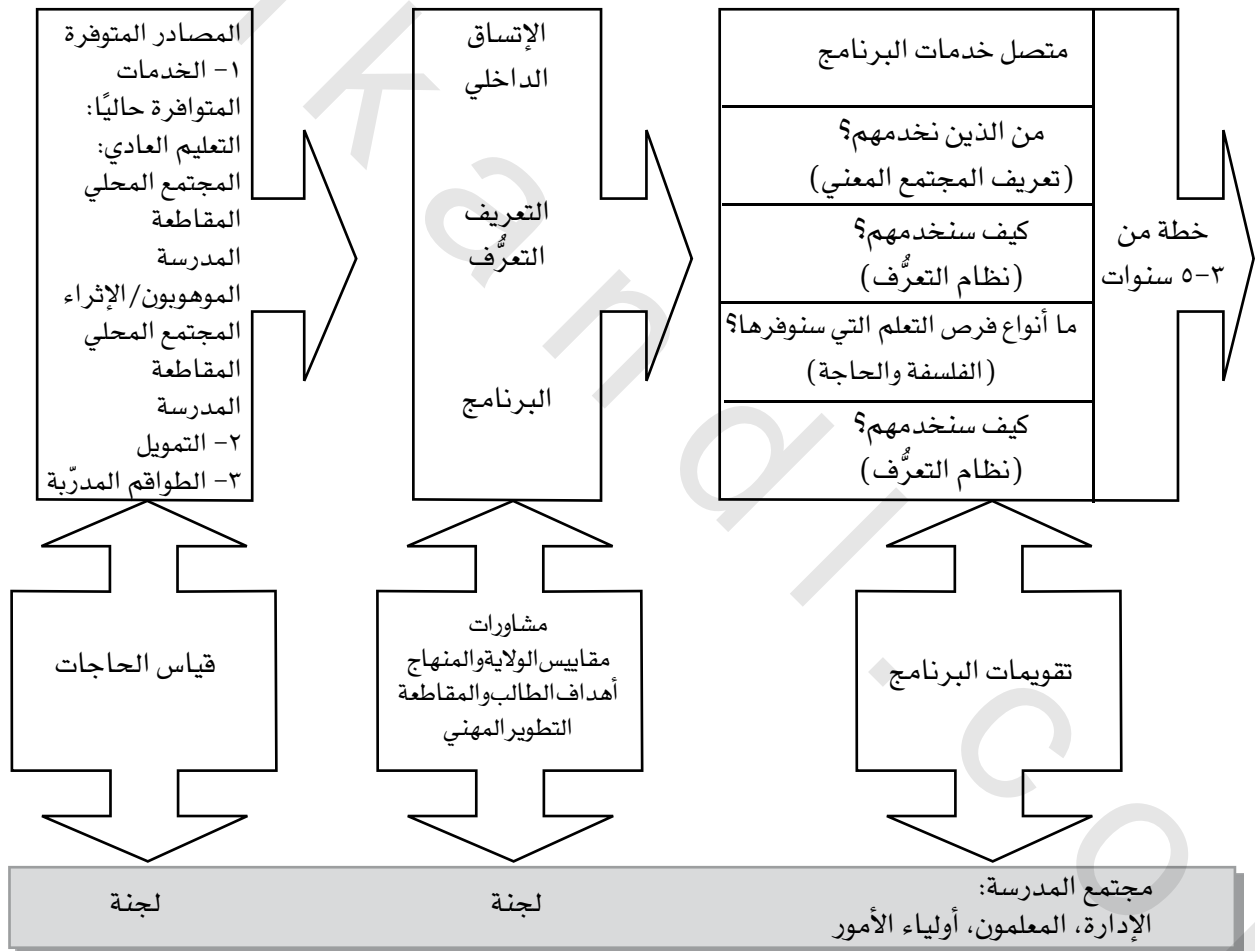 المصادر المتوفرة
١- الخدمات
المتوافرة حاليًا:
التعليم العادي:
المجتمع المحلي
المقاطعة
المدرسة
الموهوبون/الإثراء
المجتمع المحلي
المقاطعة
المدرسة
٢- التمويل
٣- الطواقم المدرّبة
الإتساق
الداخلي
التعريف
التعرُّف
البرنامج
متصل خدمات البرنامج
من الذين نخدمهم؟
(تعريف المجتمع المعني)
كيف سنخدمهم؟
(نظام التعرُّف)
ما أنواع فرص التعلم التي سنوفرها؟
(الفلسفة والحاجة)
كيف سنخدمهم؟
(نظام التعرُّف)
خطة من
٣-٥ سنوات
قياس الحاجات
مشاورات
مقاييس الولاية والمنهاج
أهداف الطالب والمقاطعة
التطوير المهني
تقويمات البرنامج
لجنة
لجنة
مجتمع المدرسة:
الإدارة، المعلمون، أولياء الأمور